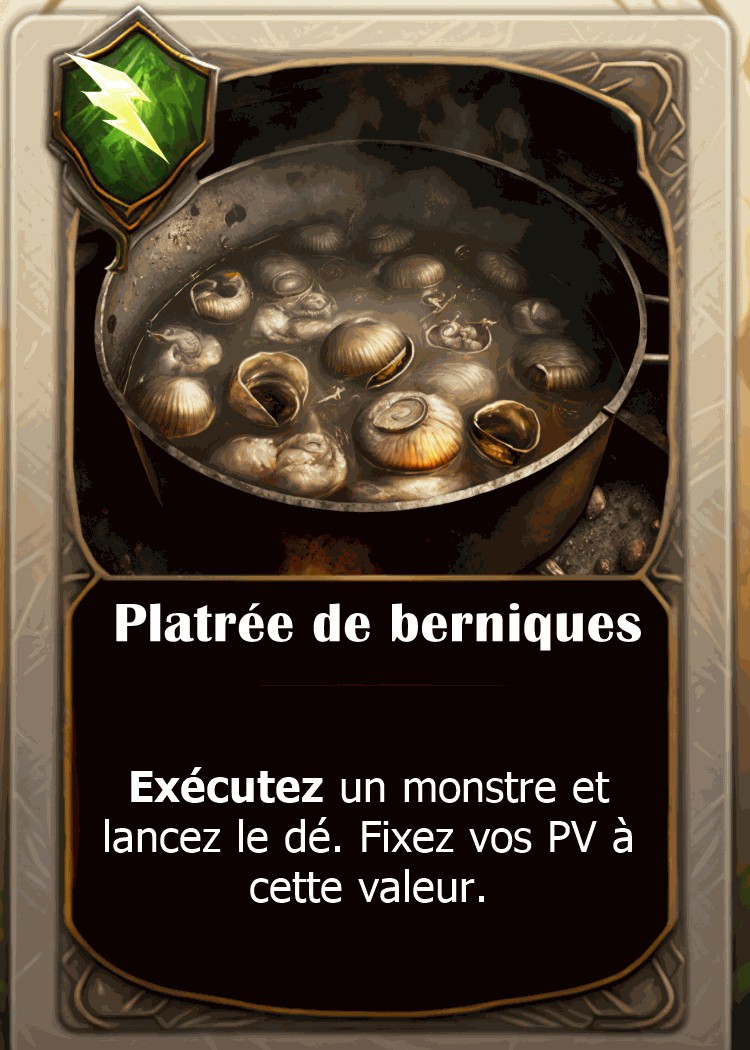 Platrée de berniques
Exécutez un monstre et
lancez le dé. Fixez vos PV à
cette valeur.